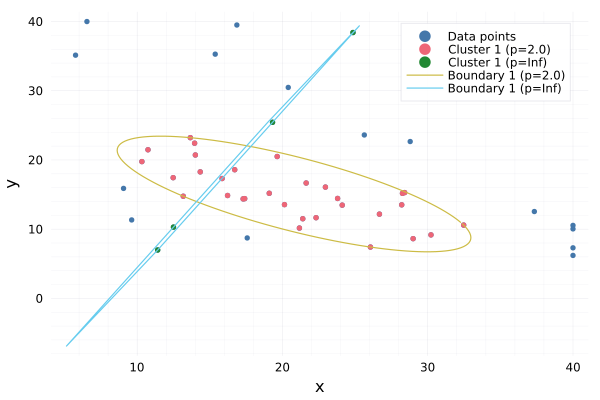 40
30
20
10
0
y
10
20
30
40
x
Data points
Cluster 1 (p=2.0)
Cluster 1 (p=Inf)
Boundary 1 (p=2.0)
Boundary 1 (p=Inf)